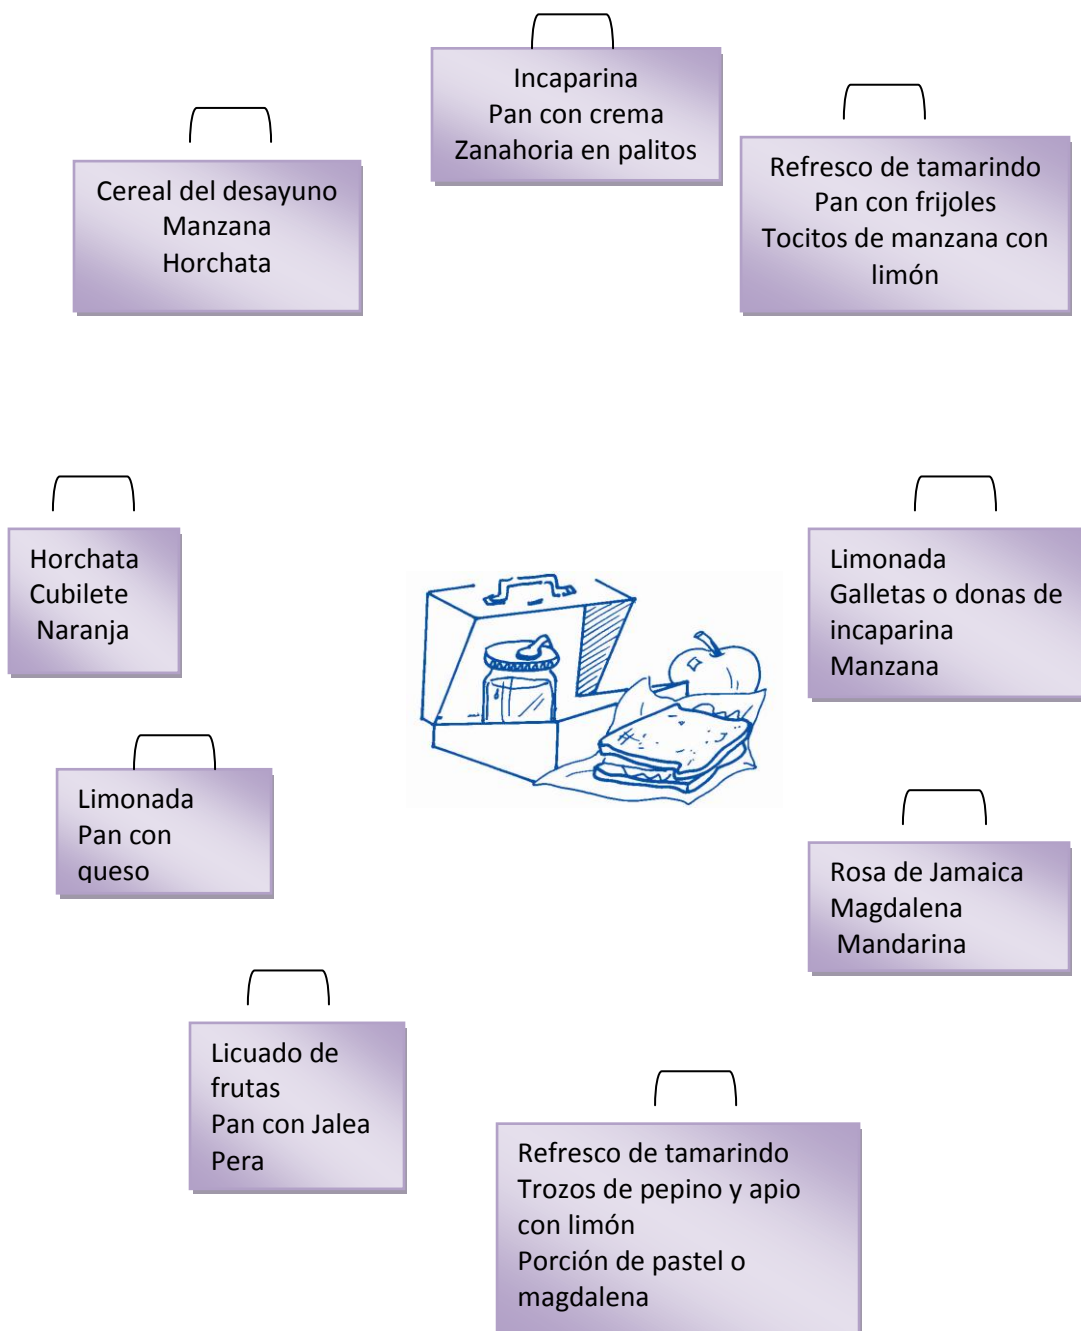 Incaparina
Pan con crema
Zanahoria en palitos
Cereal del desayuno
Manzana
Horchata
Refresco de tamarindo
Pan con frijoles
Tocitos de manzana con
limón
Horchata
Cubilete
Naranja
Limonada
Galletas o donas de
incaparina
Manzana
Limonada
Pan con
queso
Rosa de Jamaica
Magdalena
Mandarina
Licuado de
frutas
Pan con Jalea
Pera
Refresco de tamarindo
Trozos de pepino y apio
con limón
Porción de pastel o
magdalena